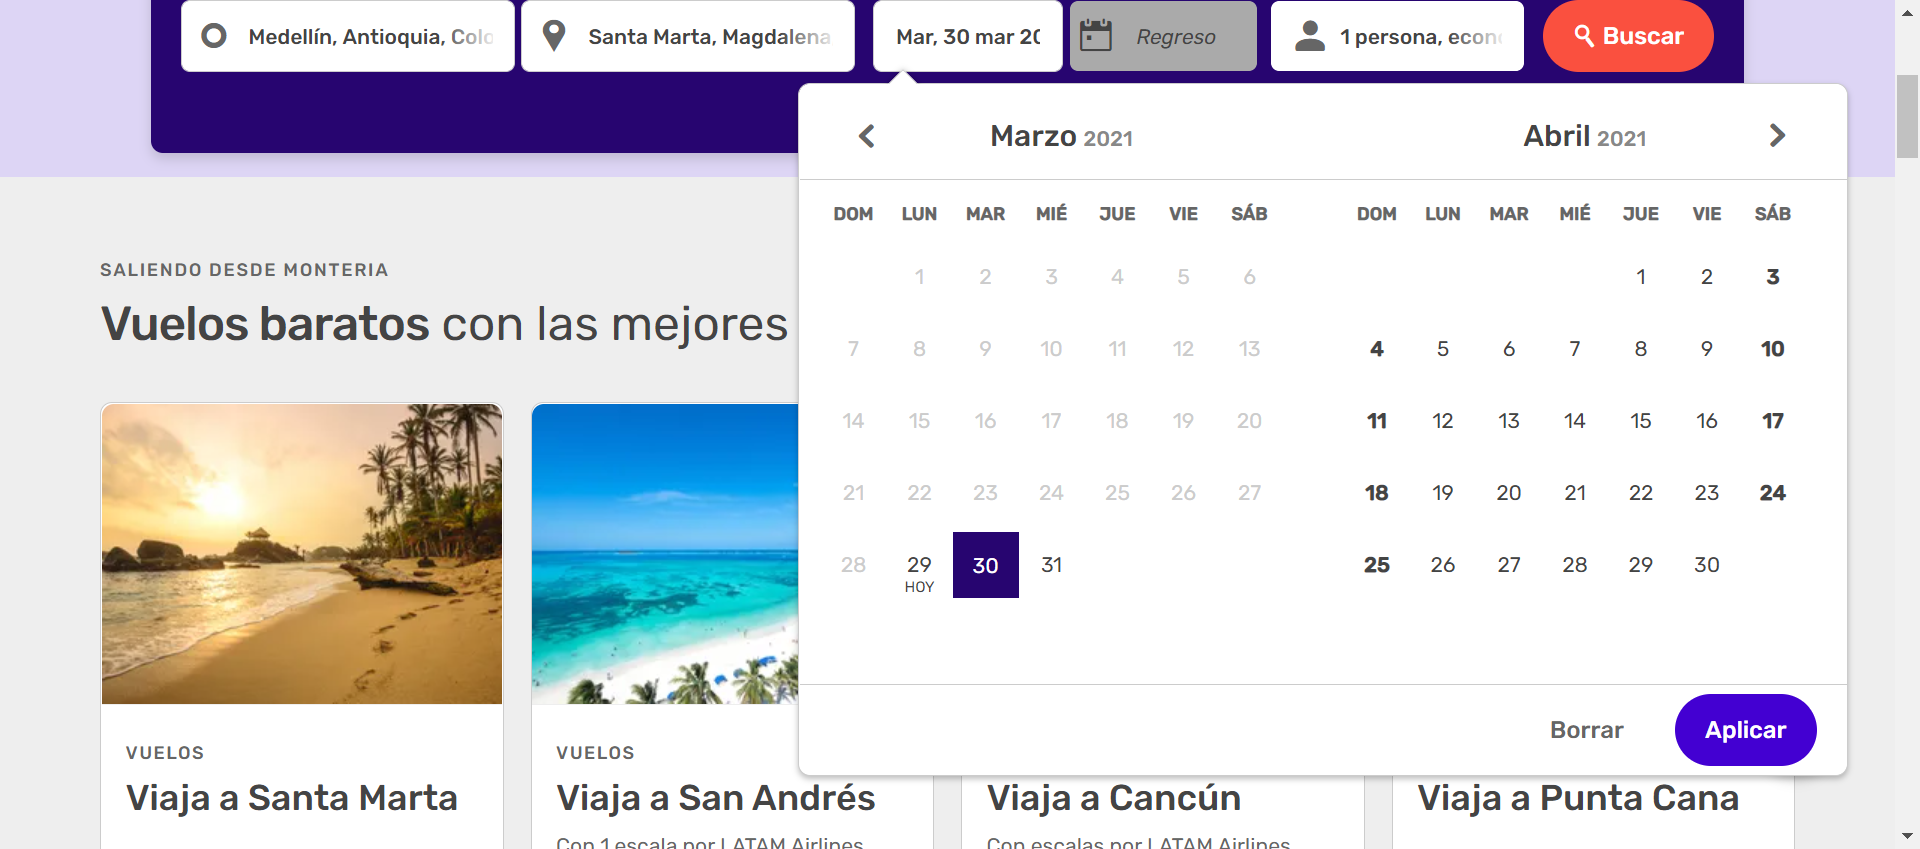 Medellín, Antioquia, Colo
Santa Marta, Magdalena
Mar, 30 mar 20
Regreso
1 persona, econ
Buscar
Marzo 2021
Abril 2021
DOM LUN MAR MIÉ JUE VIE SÁB
1 2 3 4 5 6
7 8 9 10 11 12 13
14 15 16 17 18 19 20
21 22 23 24 25 26 27
28 29 30 31
HOY
DOM LUN MAR MIÉ JUE VIE SÁB
1 2 3
4 5 6 7 8 9 10
11 12 13 14 15 16 17
18 19 20 21 22 23 24
25 26 27 28 29 30
Borrar
Aplicar
SALIENDO DESDE MONTERIA
Vuelos baratos con las mejores
VUELOS
Viaja a Santa Marta
VUELOS
Viaja a San Andrés
Con 1 escala por LATAM Airlines
Viaja a Cancún
Con escalas por LATAM Airlines
Viaja a Punta Cana